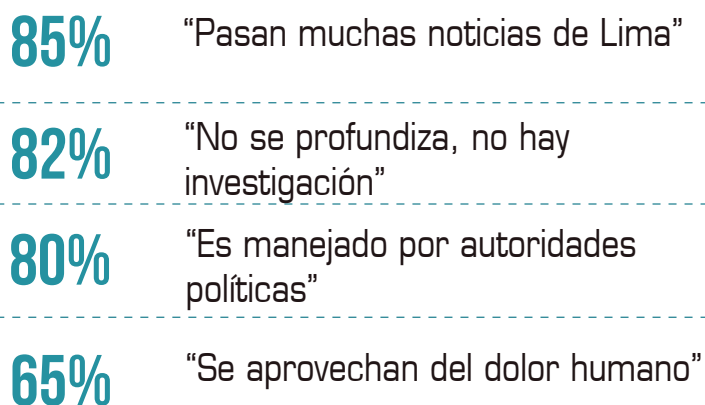 85% “Pasan muchas noticias de Lima”
82% “No se profundiza, no hay
investigación”
80% “Es manejado por autoridades
políticas”
65% “Se aprovechan del dolor humano”